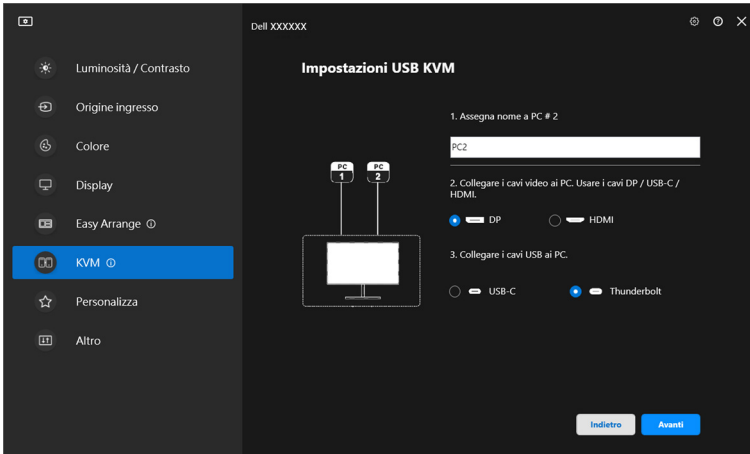 Dell XXXXXX
Luminosità / Contrasto
Origine ingresso
Colore
Display
Easy Arrange
KVM
Personalizza
Altro
Impostazioni USB KVM
PC
1
PC
2
1. Assegna nome a PC # 2
PC2
2. Collegare i cavi video ai PC. Usare i cavi DP / USB-C /
HDMI.
DP
HDMI
3. Collegare i cavi USB ai PC.
USB-C
Thunderbolt
Indietro
Avanti